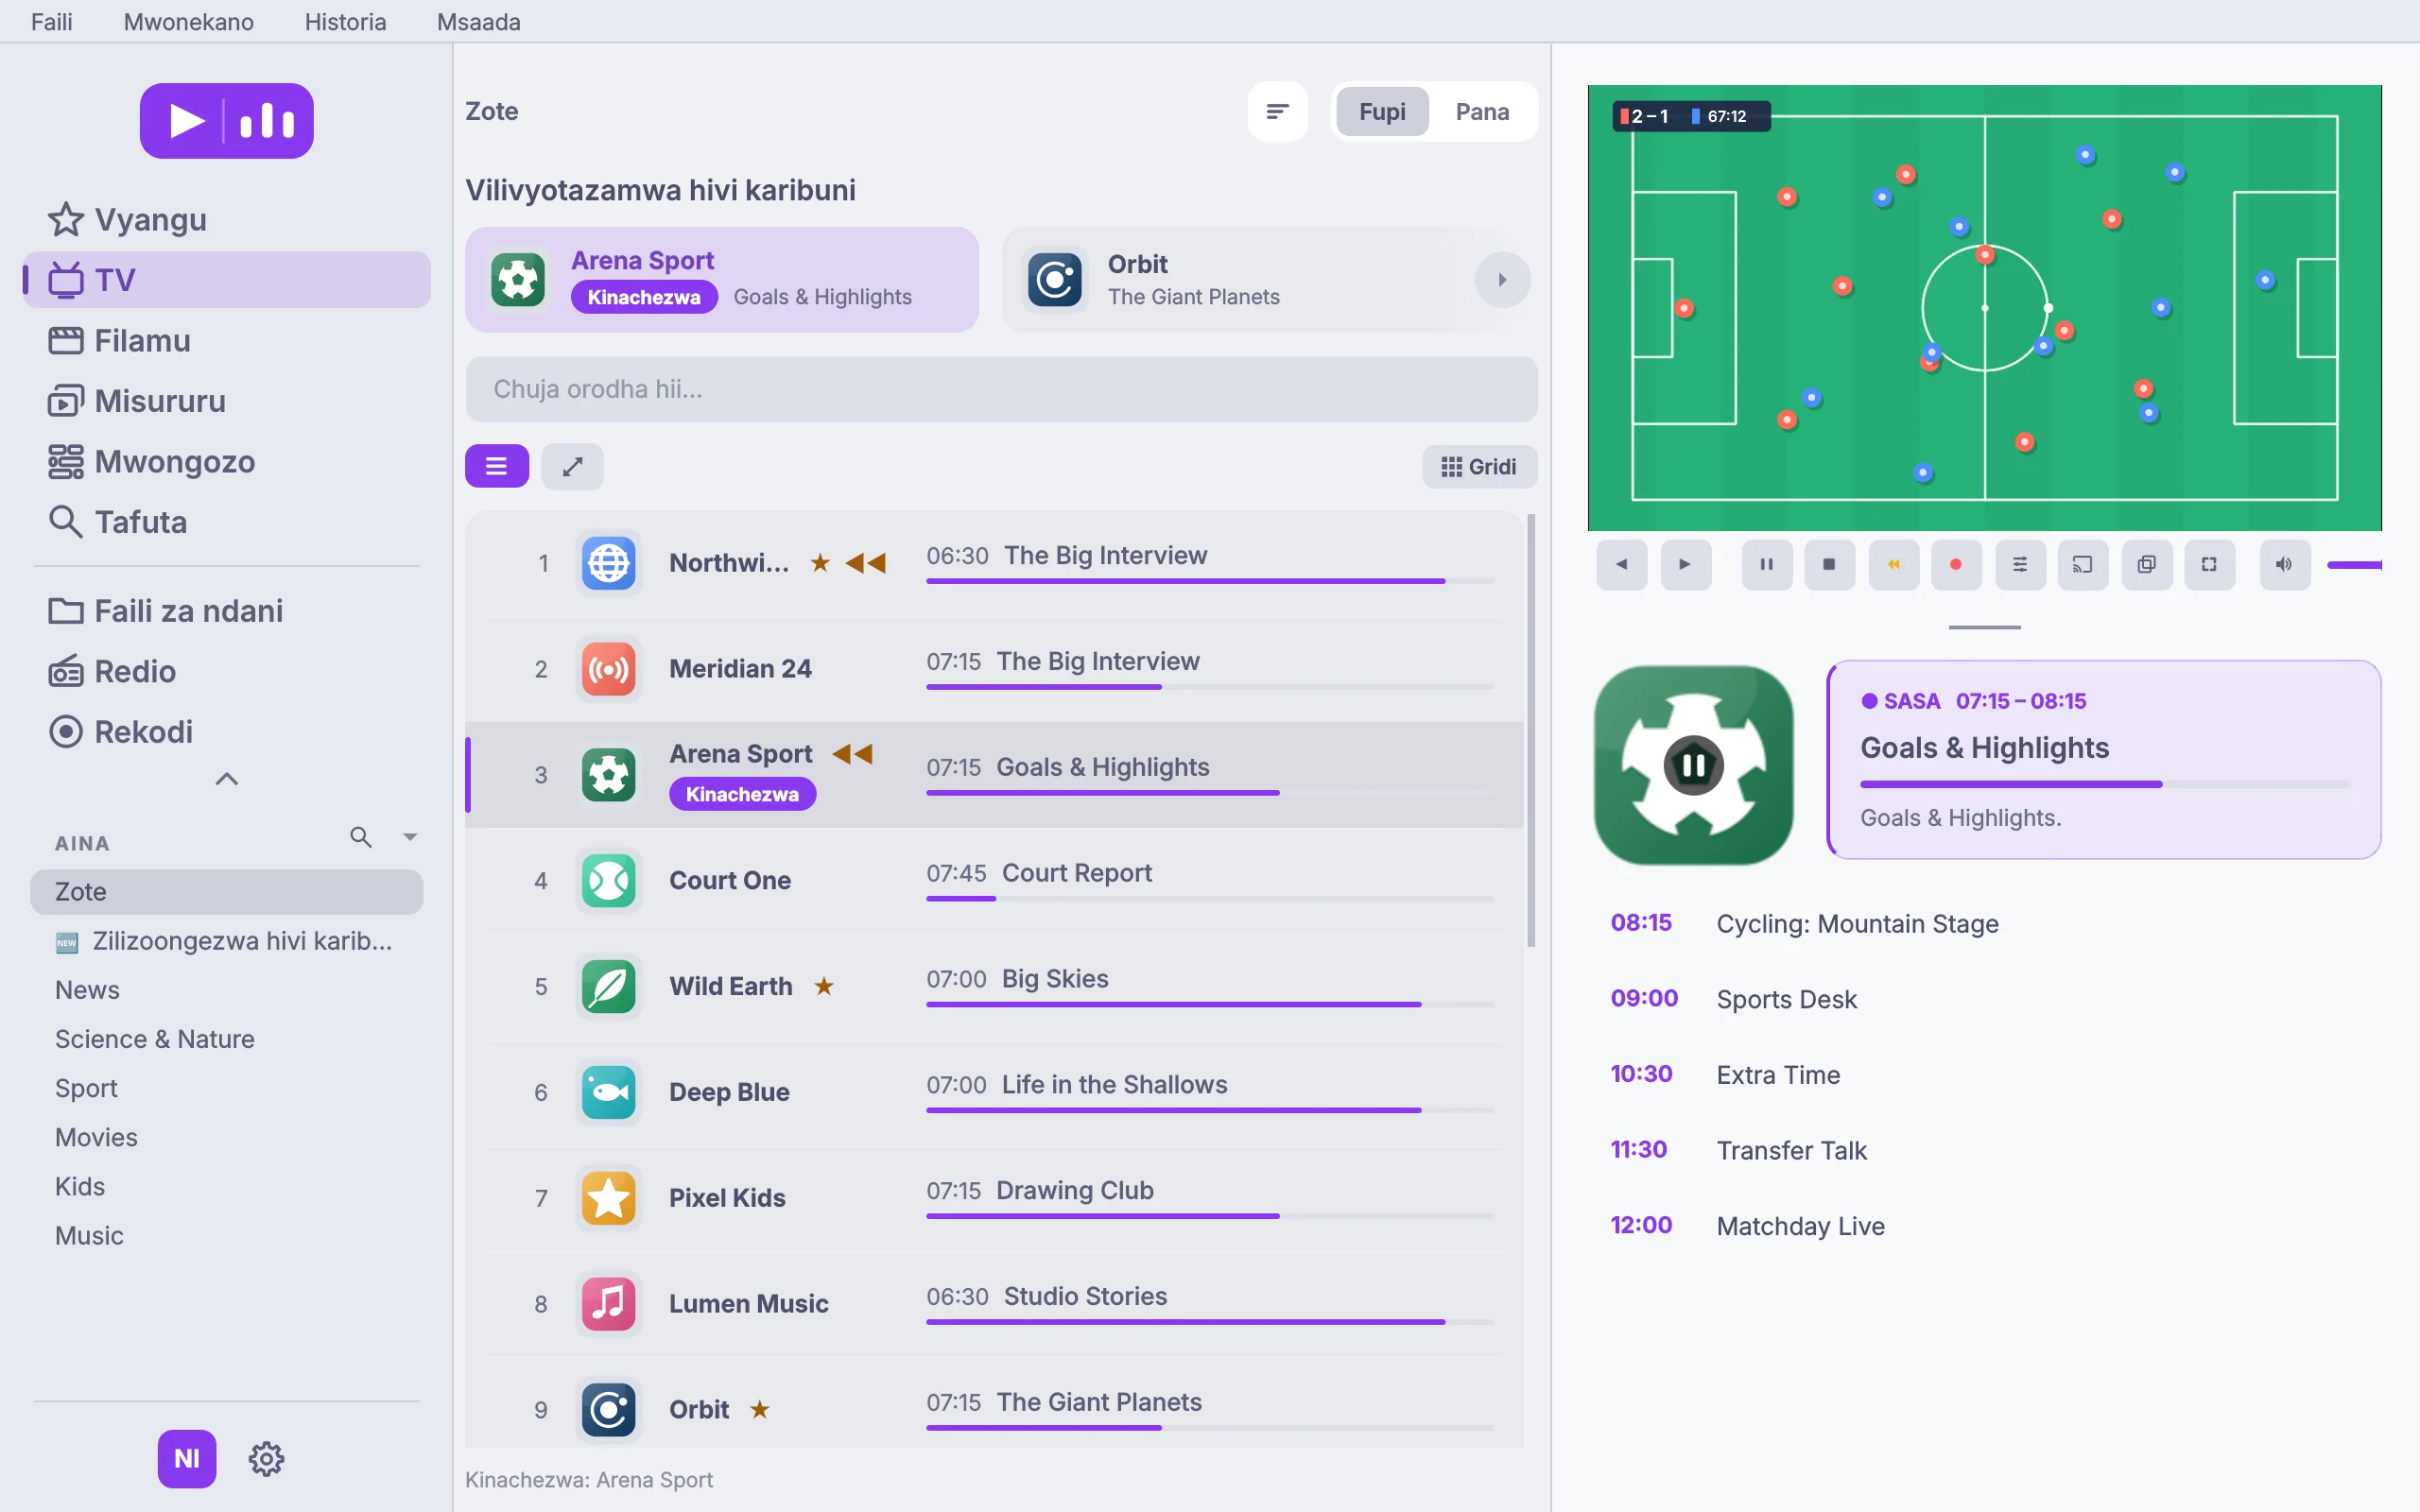 Faili Mwonekano Historia Msaada
Vyangu
TV
Filamu
Misururu
Mwongozo
Tafuta
Faili za ndani
Redio
Rekodi
AINA
Zote
NEW Zilizoongezwa hivi karib...
News
Science & Nature
Sport
Movies
Kids
Music
NI
Zote
Fupi Pana
Vilivyotazamwa hivi karibuni
Arena Sport
Kinachezwa Goals & Highlights
Orbit
The Giant Planets
Chuja orodha hii...
Gridi
1 Northwi... 06:30 The Big Interview
2 Meridian 24 07:15 The Big Interview
3 Arena Sport 07:15 Goals & Highlights
Kinachezwa
4 Court One 07:45 Court Report
5 Wild Earth 07:00 Big Skies
6 Deep Blue 07:00 Life in the Shallows
7 Pixel Kids 07:15 Drawing Club
8 Lumen Music 06:30 Studio Stories
9 Orbit 07:15 The Giant Planets
Kinachezwa: Arena Sport
2 – 1 67:12
SASA 07:15 – 08:15
Goals & Highlights
Goals & Highlights.
08:15 Cycling: Mountain Stage
09:00 Sports Desk
10:30 Extra Time
11:30 Transfer Talk
12:00 Matchday Live